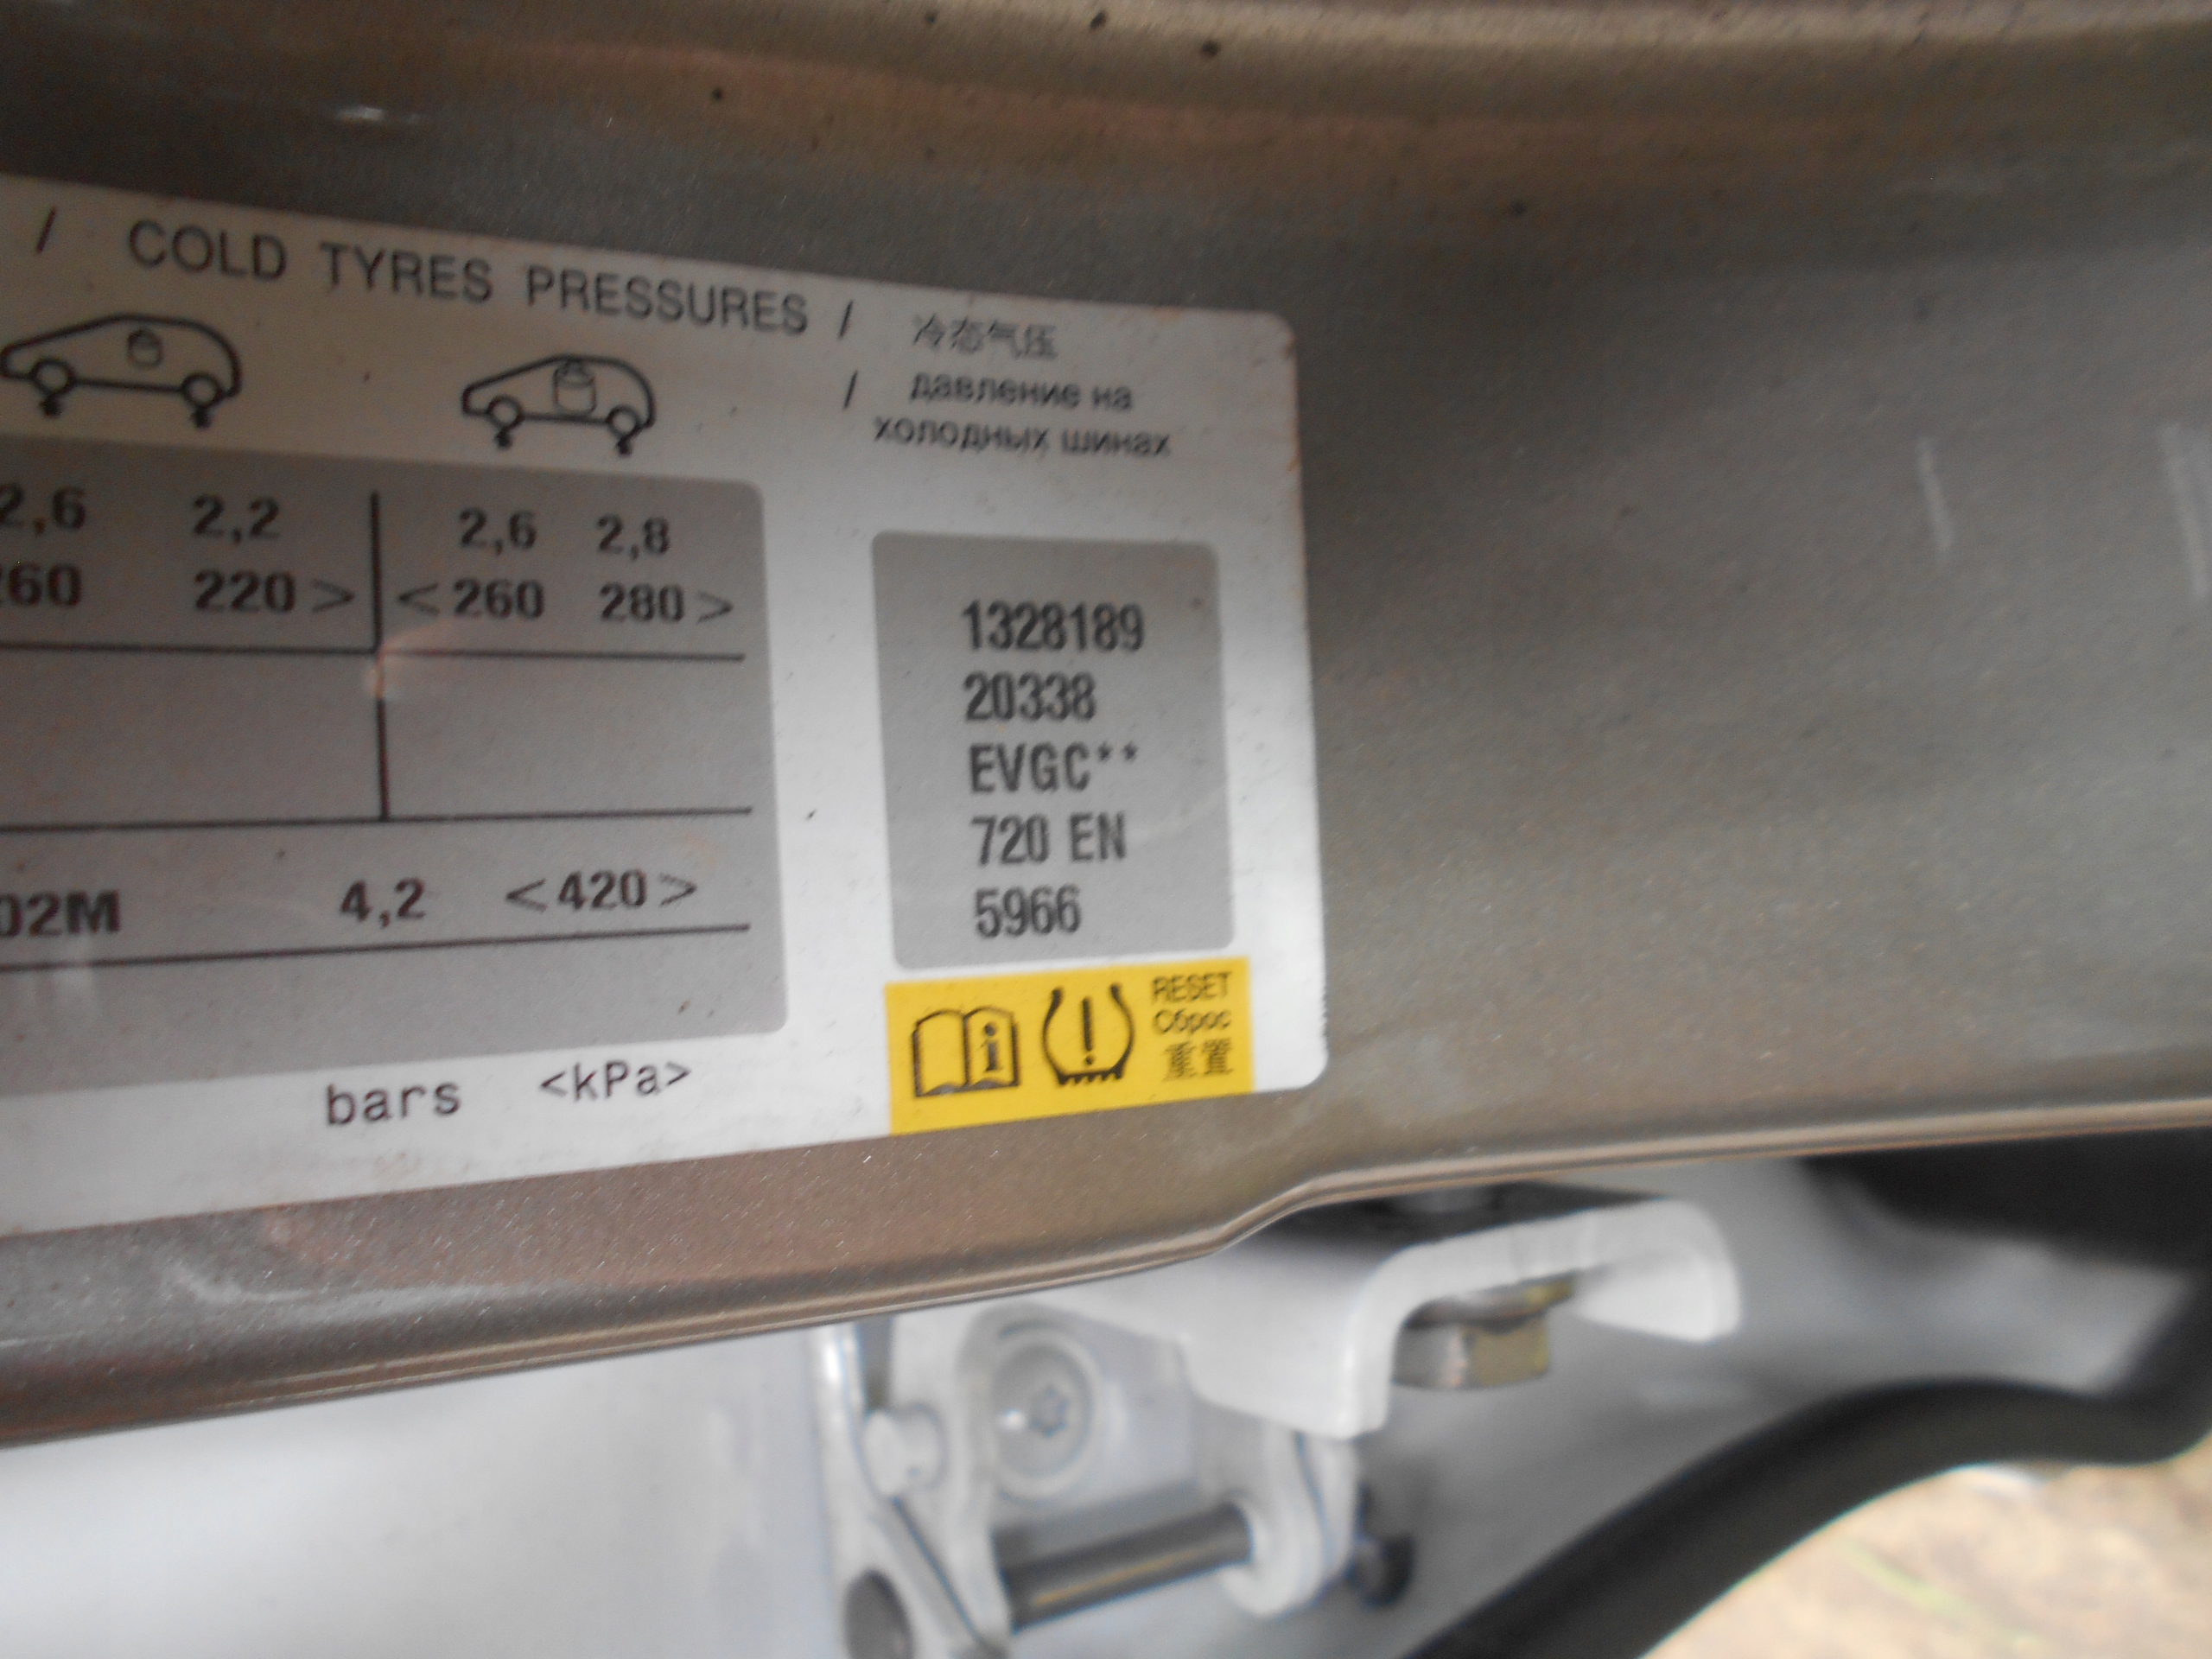 / COLD TYRES PRESSURES / 冷态气压
/ давление на
холодных шинах
2,6 2,2 2,6 2,8
260 220 > < 260 280 >
02M 4,2 <420>
bars <kPa>
1328189
20338
EVGC**
720 EN
5966
RESET
Сброс
重置